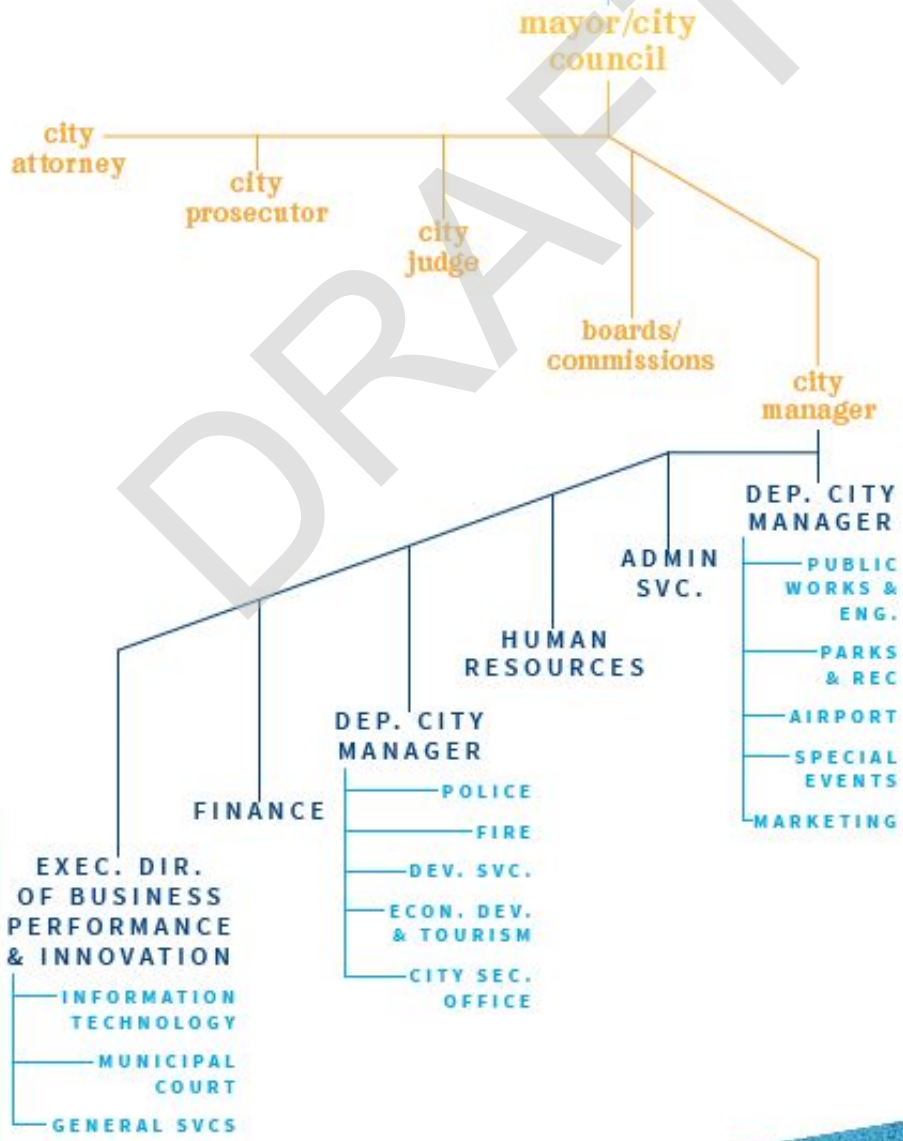 mayor/city
council
city
attorney
city
prosecutor
city
judge
boards/
commissions
city
manager
DEP. CITY
MANAGER
PUBLIC
WORKS &
ENG.
PARKS
& REC
AIRPORT
SPECIAL
EVENTS
MARKETING
ADMIN
SVC.
HUMAN
RESOURCES
DEP. CITY
MANAGER
POLICE
FIRE
DEV. SVC.
ECON. DEV.
& TOURISM
CITY SEC.
OFFICE
FINANCE
EXEC. DIR.
OF BUSINESS
PERFORMANCE
& INNOVATION
INFORMATION
TECHNOLOGY
MUNICIPAL
COURT
GENERAL SVCS
DRAFT